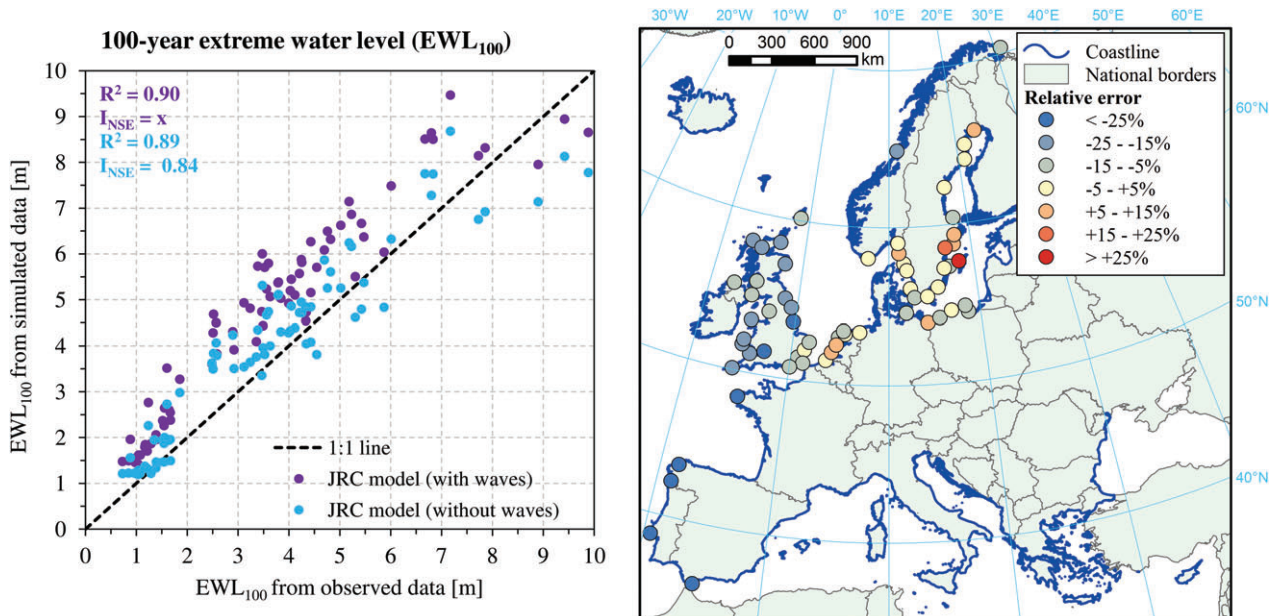 100-year extreme water level (EWL100)
R2 = 0.90
INSE = x
R2 = 0.89
INSE = 0.84
EWL100 from simulated data [m]
10
9
8
7
6
5
4
3
2
1
0
1:1 line
JRC model (with waves)
JRC model (without waves)
0 1 2 3 4 5 6 7 8 9 10
EWL100 from observed data [m]
30°W 20°W 10°W 0° 10°E 20°E 30°E 40°E 50°E 60°E
0 300 600 900
km
Coastline
National borders
Relative error
< -25%
-25 - -15%
-15 - -5%
-5 - +5%
+5 - +15%
+15 - +25%
> +25%
60°N
50°N
40°N